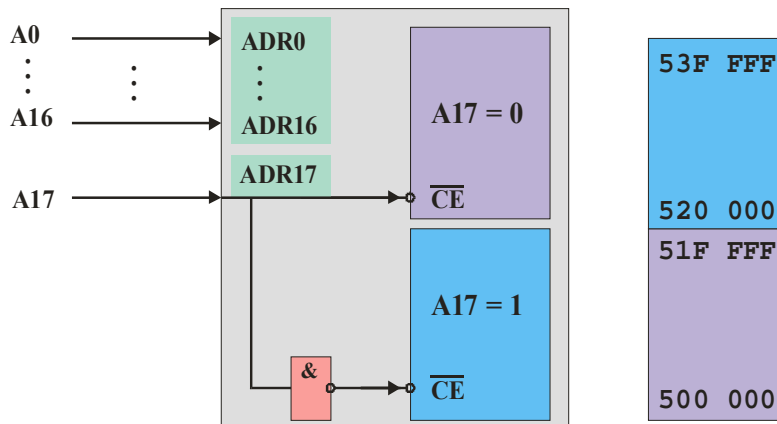 A0
⋮
A16
A17
⋮
ADR0
⋮
ADR16
ADR17
A17 = 0
CE
A17 = 1
CE
&
53F FFF
520 000
51F FFF
500 000